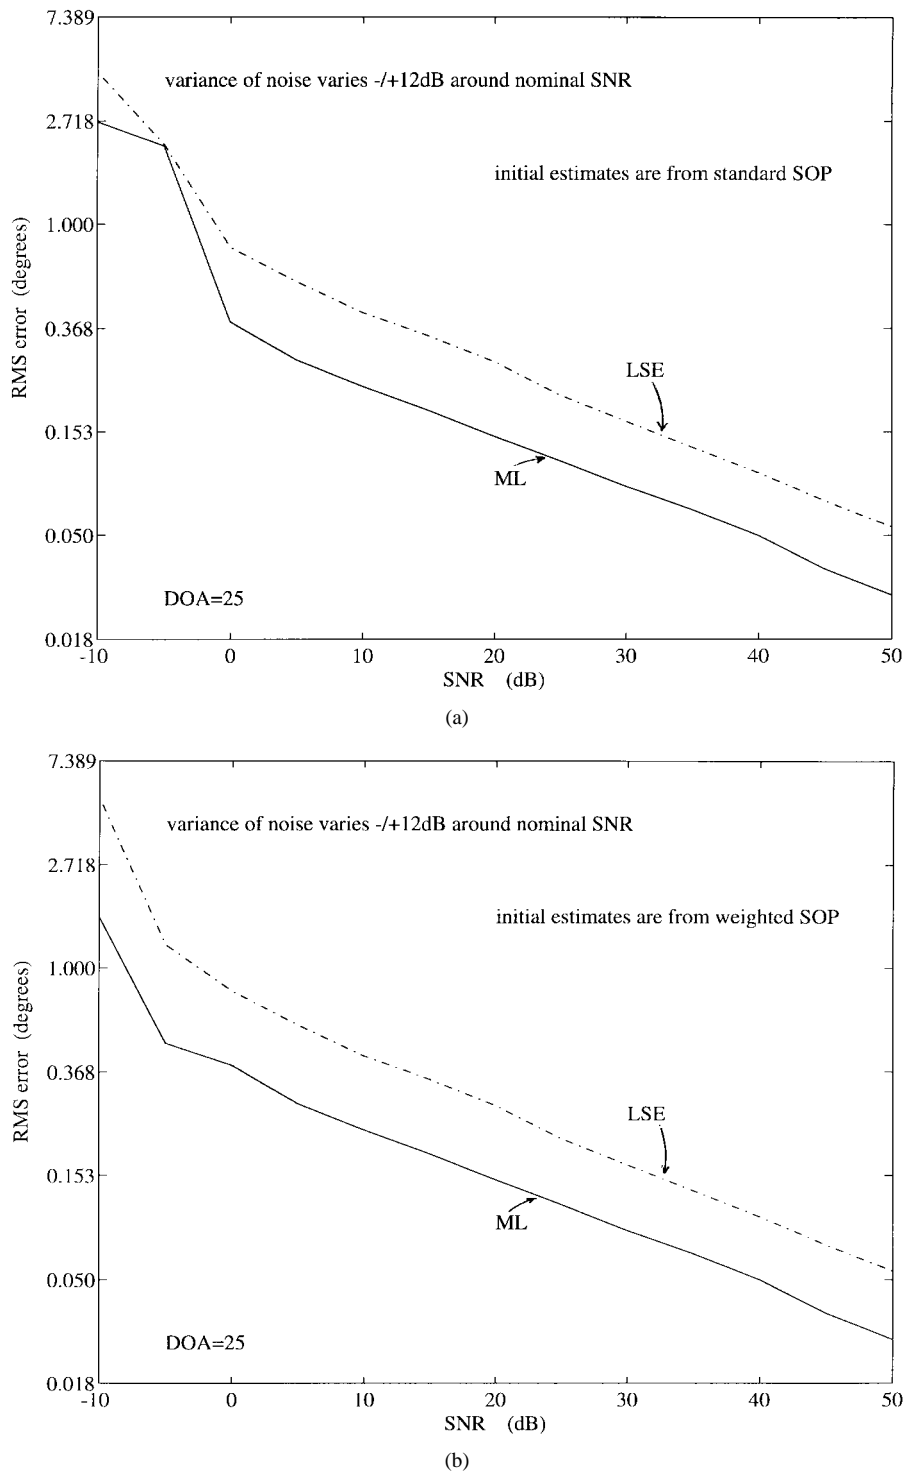 7.389
variance of noise varies -/+12dB around nominal SNR
2.718
initial estimates are from standard SOP
1.000
RMS error (degrees)
0.368
LSE
0.153
ML
0.050
DOA=25
0.018
-10 0 10 20 30 40 50
SNR (dB)
(a)
7.389
variance of noise varies -/+12dB around nominal SNR
2.718
initial estimates are from weighted SOP
1.000
RMS error (degrees)
0.368
LSE
0.153
ML
0.050
DOA=25
0.018
-10 0 10 20 30 40 50
SNR (dB)
(b)